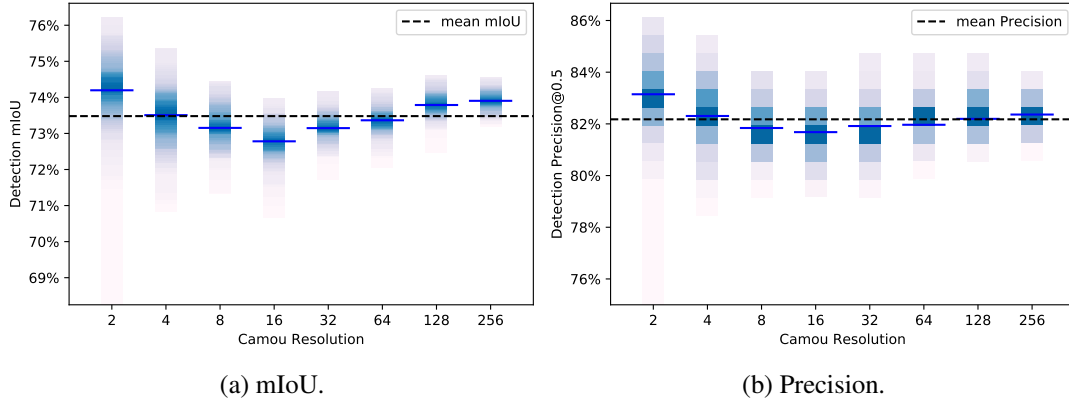 76%
75%
74%
73%
72%
71%
70%
69%
Detection mIoU
mean mIoU
2 4 8 16 32 64 128 256
Camou Resolution
(a) mIoU.
86%
84%
82%
80%
78%
76%
Detection Precision@0.5
mean Precision
2 4 8 16 32 64 128 256
Camou Resolution
(b) Precision.